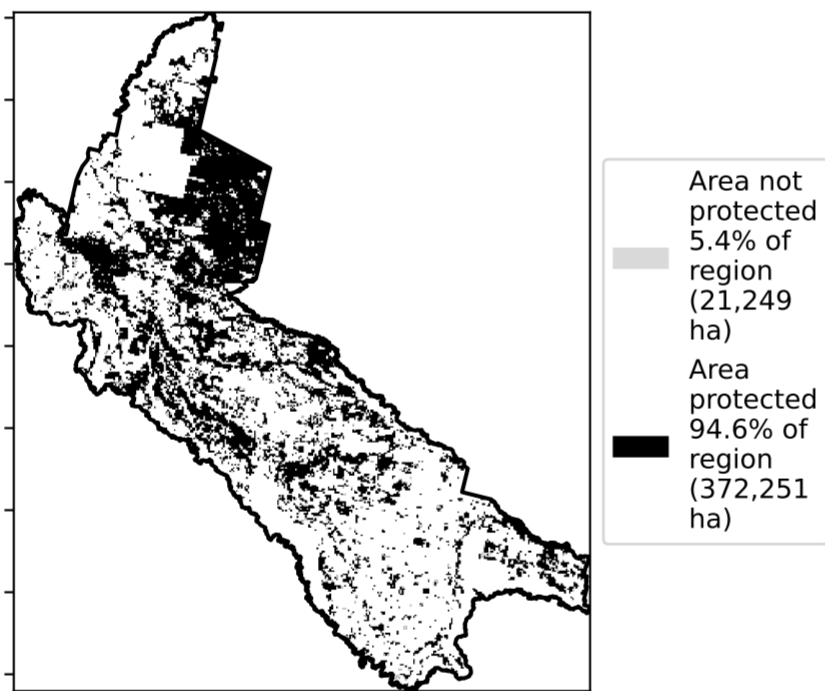 Area not
protected
5.4% of
region
(21,249
ha)
Area
protected
94.6% of
region
(372,251
ha)